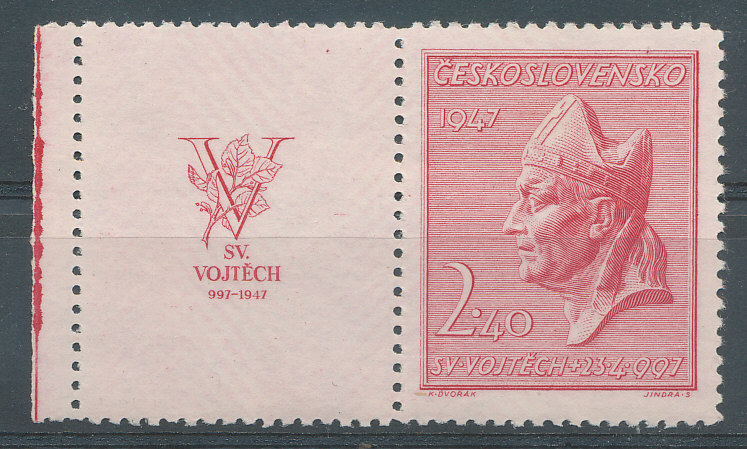 V
SV.
VOJTĚCH
997-1947
ČESKOSLOVENSKO
1947
2·40
SV·VOJTĚCH+23·4·997
K·DVOŘÁK JINDRA·S